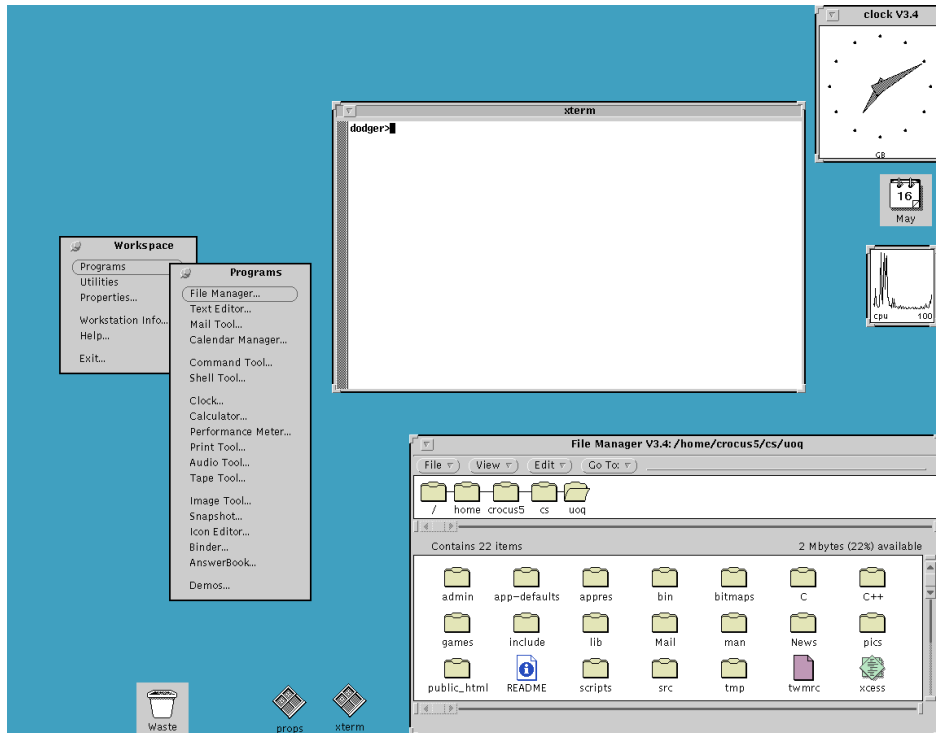 clock V3.4
GB
xterm
dodger>
16
May
cpu 100
Workspace
Programs
Utilities
Properties...
Workstation Info...
Help...
Exit...
Programs
File Manager...
Text Editor...
Mail Tool...
Calendar Manager...
Command Tool...
Shell Tool...
Clock...
Calculator...
Performance Meter...
Print Tool...
Audio Tool...
Tape Tool...
Image Tool...
Snapshot...
Icon Editor...
Binder...
AnswerBook...
Demos...
File Manager V3.4: /home/crocus5/cs/uoq
File View Edit Go To:
/ home crocus5 cs uoq
Contains 22 items 2 Mbytes (22%) available
admin app-defaults appres bin bitmaps C C++
games include lib Mail man News pics
public_html README scripts src tmp twmrc xcess
Waste
props
xterm